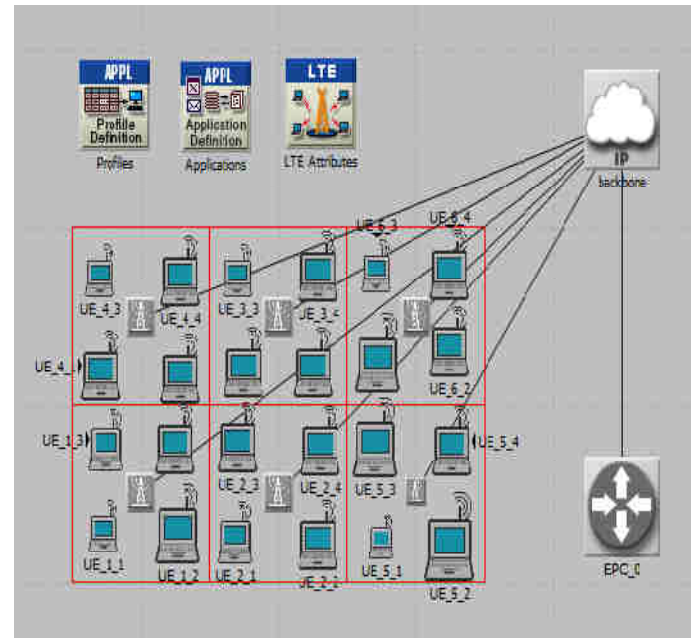 APPL
Profile
Definition
Profiles
APPL
Application
Definition
Applications
LTE
LTE Attributes
IP
backbone
UE_6_3
UE_6_4
UE_4_3
UE_4_4
UE_3_3
UE_3_4
UE_6_2
UE_1_3
UE_2_3
UE_2_4
UE_5_3
UE_5_4
UE_1_1
UE_1_2
UE_2_1
UE_2_2
UE_5_1
UE_5_2
EPC_0